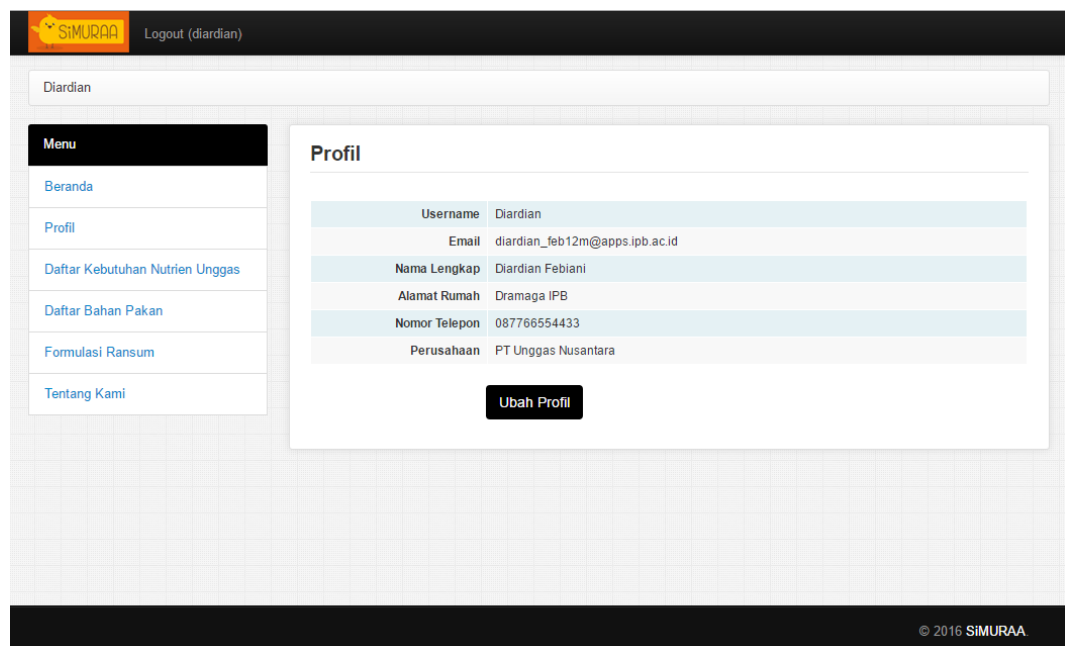 SiMURAA Logout (diardian)
Diardian
Menu
Beranda
Profil
Daftar Kebutuhan Nutrien Unggas
Daftar Bahan Pakan
Formulasi Ransum
Tentang Kami
Profil
Username Diardian
Email diardian_feb12m@apps.ipb.ac.id
Nama Lengkap Diardian Febiani
Alamat Rumah Dramaga IPB
Nomor Telepon 087766554433
Perusahaan PT Unggas Nusantara
Ubah Profil
© 2016 SiMURAA.